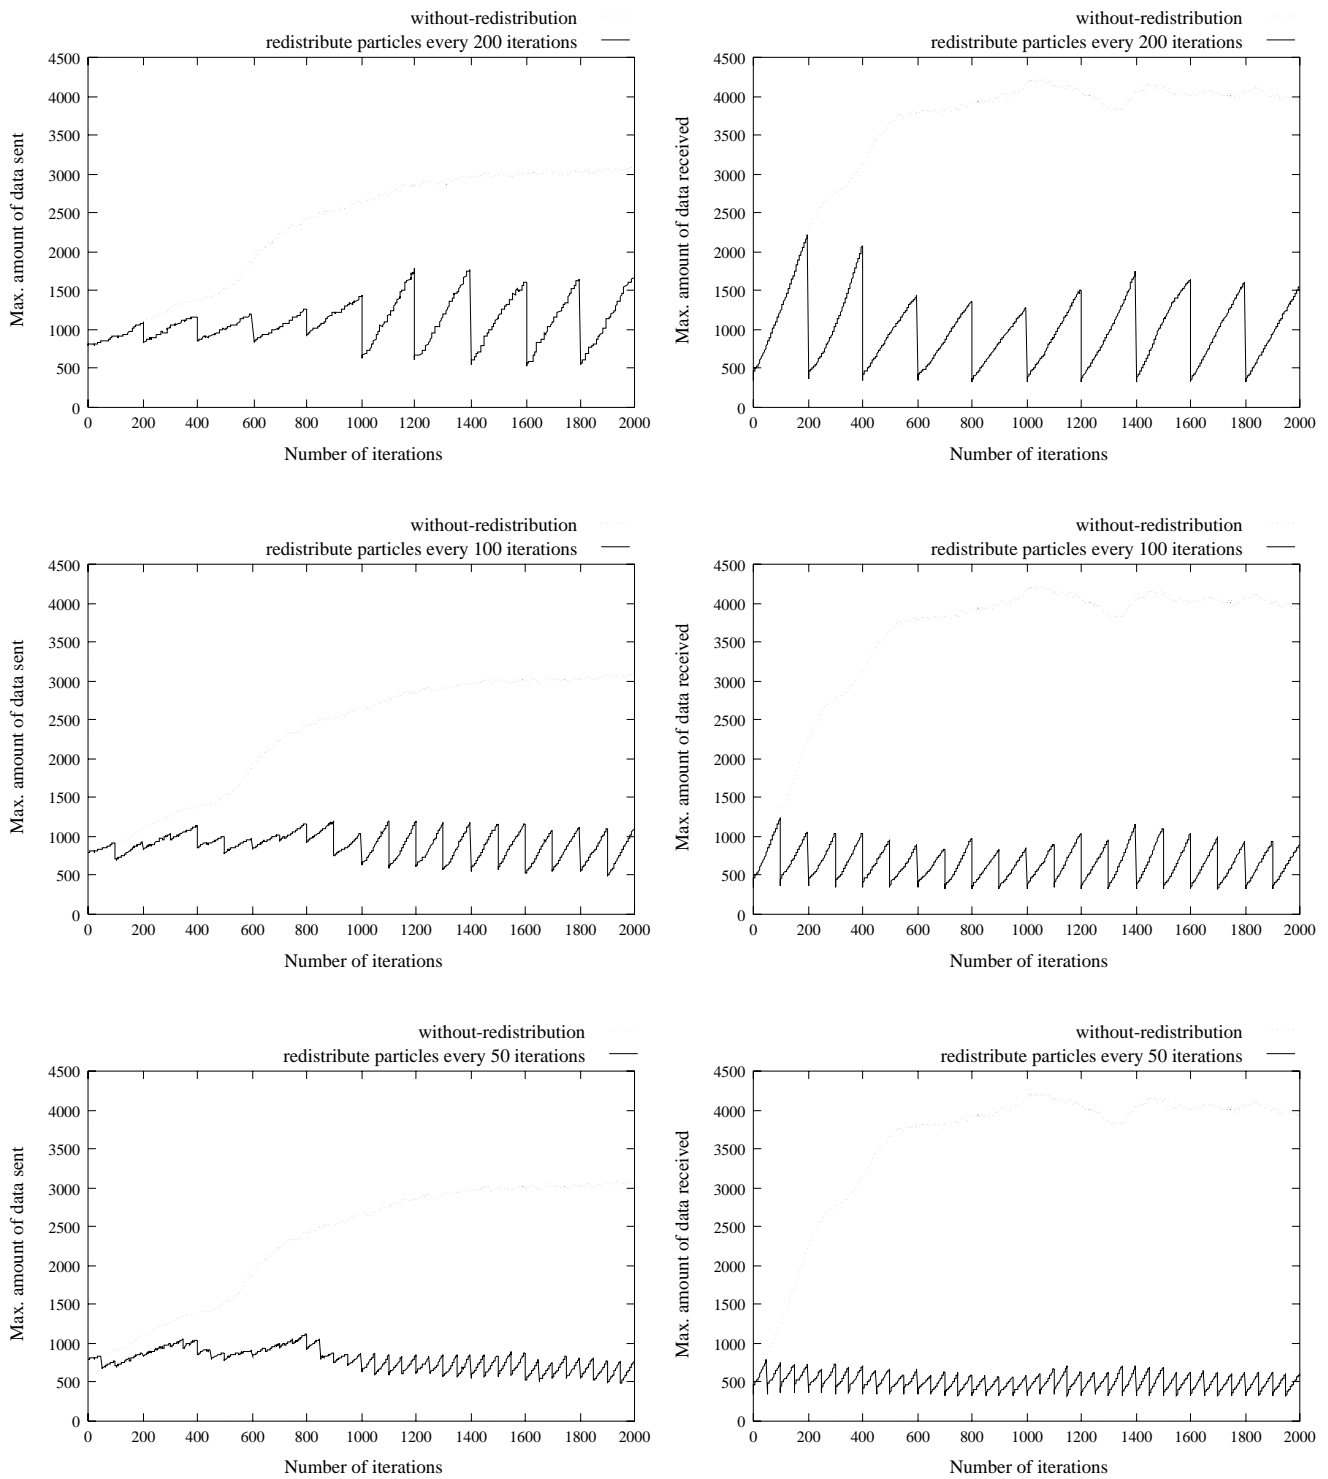 without-redistribution
redistribute particles every 200 iterations
4500
4000
3500
3000
2500
2000
1500
1000
500
0
Max. amount of data sent
0 200 400 600 800 1000 1200 1400 1600 1800 2000
Number of iterations
without-redistribution
redistribute particles every 200 iterations
4500
4000
3500
3000
2500
2000
1500
1000
500
0
Max. amount of data received
0 200 400 600 800 1000 1200 1400 1600 1800 2000
Number of iterations
without-redistribution
redistribute particles every 100 iterations
4500
4000
3500
3000
2500
2000
1500
1000
500
0
Max. amount of data sent
0 200 400 600 800 1000 1200 1400 1600 1800 2000
Number of iterations
without-redistribution
redistribute particles every 100 iterations
4500
4000
3500
3000
2500
2000
1500
1000
500
0
Max. amount of data received
0 200 400 600 800 1000 1200 1400 1600 1800 2000
Number of iterations
without-redistribution
redistribute particles every 50 iterations
4500
4000
3500
3000
2500
2000
1500
1000
500
0
Max. amount of data sent
0 200 400 600 800 1000 1200 1400 1600 1800 2000
Number of iterations
without-redistribution
redistribute particles every 50 iterations
4500
4000
3500
3000
2500
2000
1500
1000
500
0
Max. amount of data received
0 200 400 600 800 1000 1200 1400 1600 1800 2000
Number of iterations